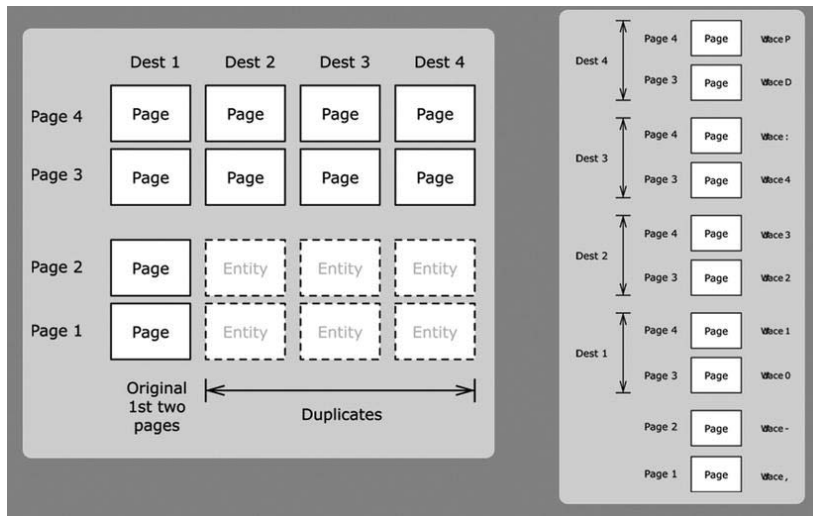 Dest 1 Dest 2 Dest 3 Dest 4
Page 4 Page Page Page Page
Page 3 Page Page Page Page
Page 2 Page Entity Entity Entity
Page 1 Page Entity Entity Entity
Original
1st two
pages
Duplicates
Dest 4
Page 4 Page
Page 3 Page
Dest 3
Page 4 Page
Page 3 Page
Dest 2
Page 4 Page
Page 3 Page
Dest 1
Page 4 Page
Page 3 Page
Page 2 Page
Page 1 Page